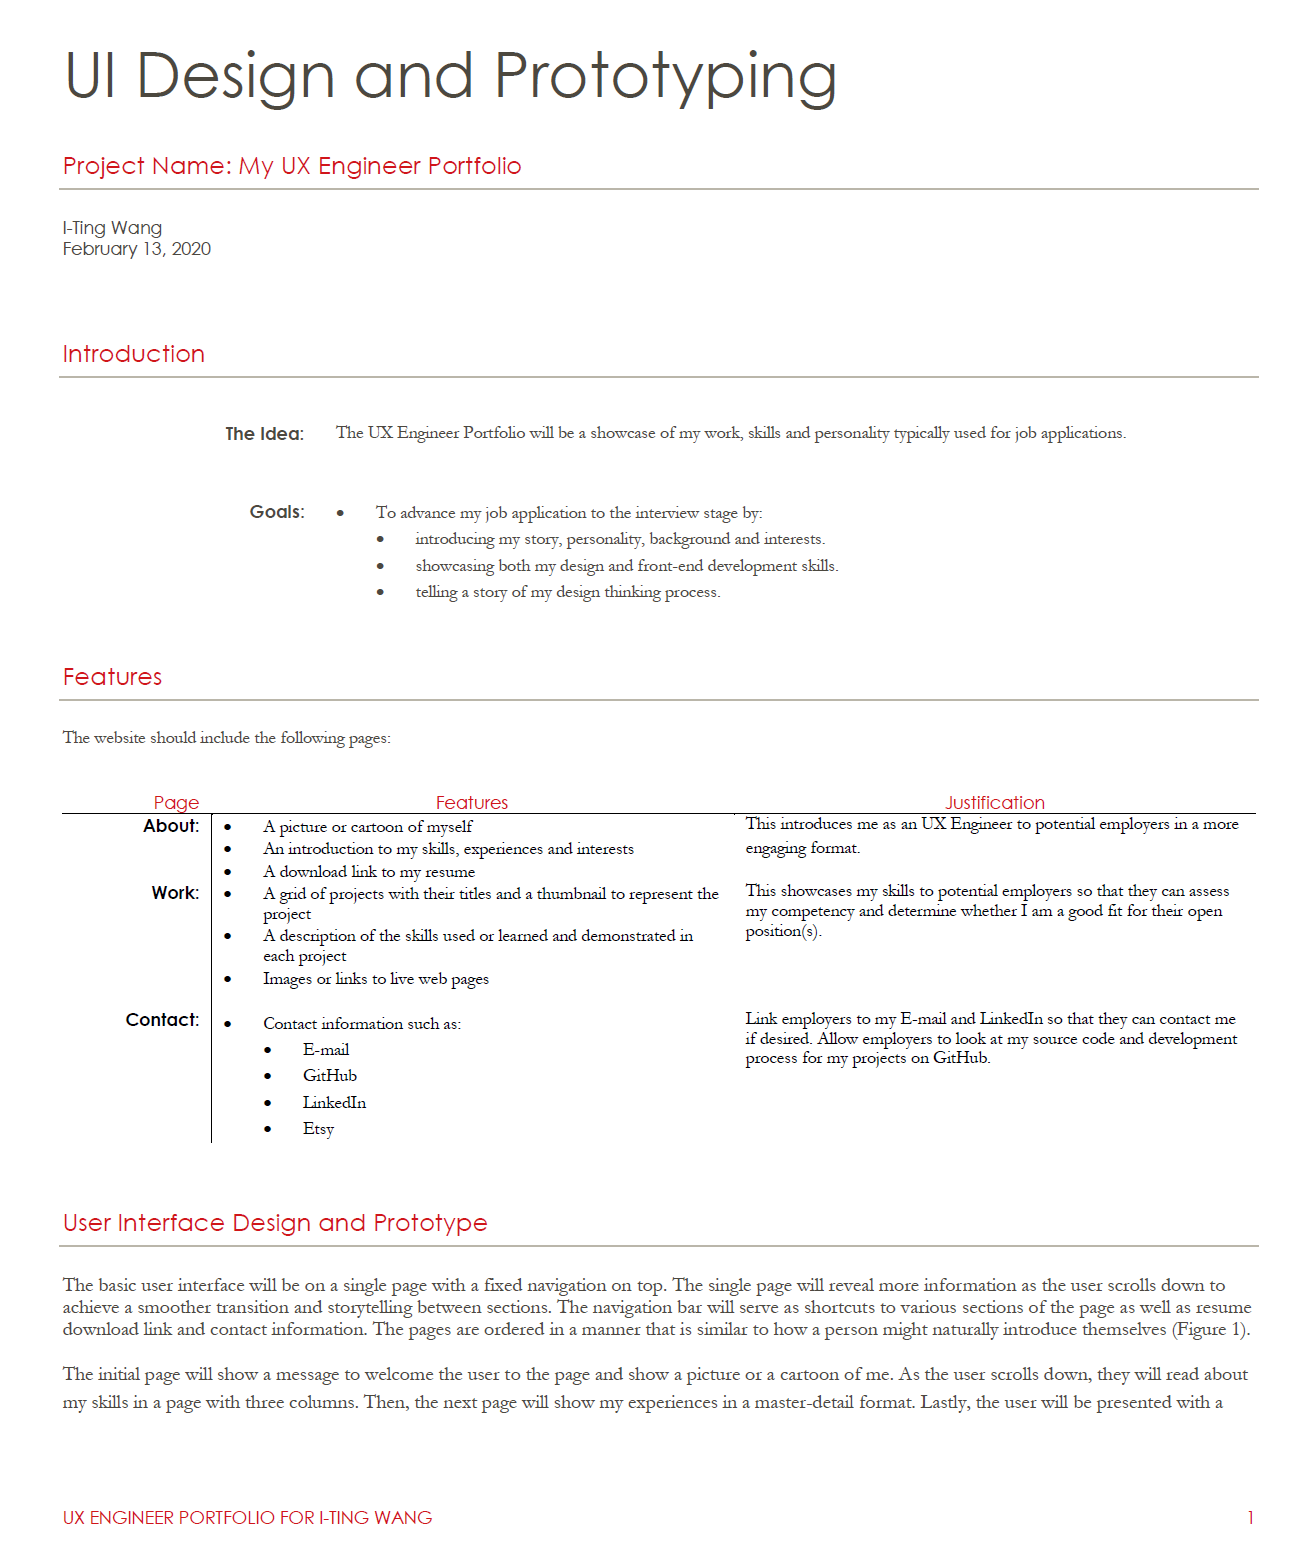 UI Design and Prototyping
Project Name: My UX Engineer Portfolio
I-Ting Wang
February 13, 2020
Introduction
The Idea: The UX Engineer Portfolio will be a showcase of my work, skills and personality typically used for job applications.
Goals: • To advance my job application to the interview stage by:
• introducing my story, personality, background and interests.
• showcasing both my design and front-end development skills.
• telling a story of my design thinking process.
Features
The website should include the following pages:
Page Features Justification
About:
• A picture or cartoon of myself
• An introduction to my skills, experiences and interests
• A download link to my resume
This introduces me as an UX Engineer to potential employers in a more
engaging format.
Work:
• A grid of projects with their titles and a thumbnail to represent the
project
• A description of the skills used or learned and demonstrated in
each project
• Images or links to live web pages
This showcases my skills to potential employers so that they can assess
my competency and determine whether I am a good fit for their open
position(s).
Contact:
• Contact information such as:
• E-mail
• GitHub
• LinkedIn
• Etsy
Link employers to my E-mail and LinkedIn so that they can contact me
if desired. Allow employers to look at my source code and development
process for my projects on GitHub.
User Interface Design and Prototype
The basic user interface will be on a single page with a fixed navigation on top. The single page will reveal more information as the user scrolls down to
achieve a smoother transition and storytelling between sections. The navigation bar will serve as shortcuts to various sections of the page as well as resume
download link and contact information. The pages are ordered in a manner that is similar to how a person might naturally introduce themselves (Figure 1).
The initial page will show a message to welcome the user to the page and show a picture or a cartoon of me. As the user scrolls down, they will read about
my skills in a page with three columns. Then, the next page will show my experiences in a master-detail format. Lastly, the user will be presented with a
UX ENGINEER PORTFOLIO FOR I-TING WANG 1